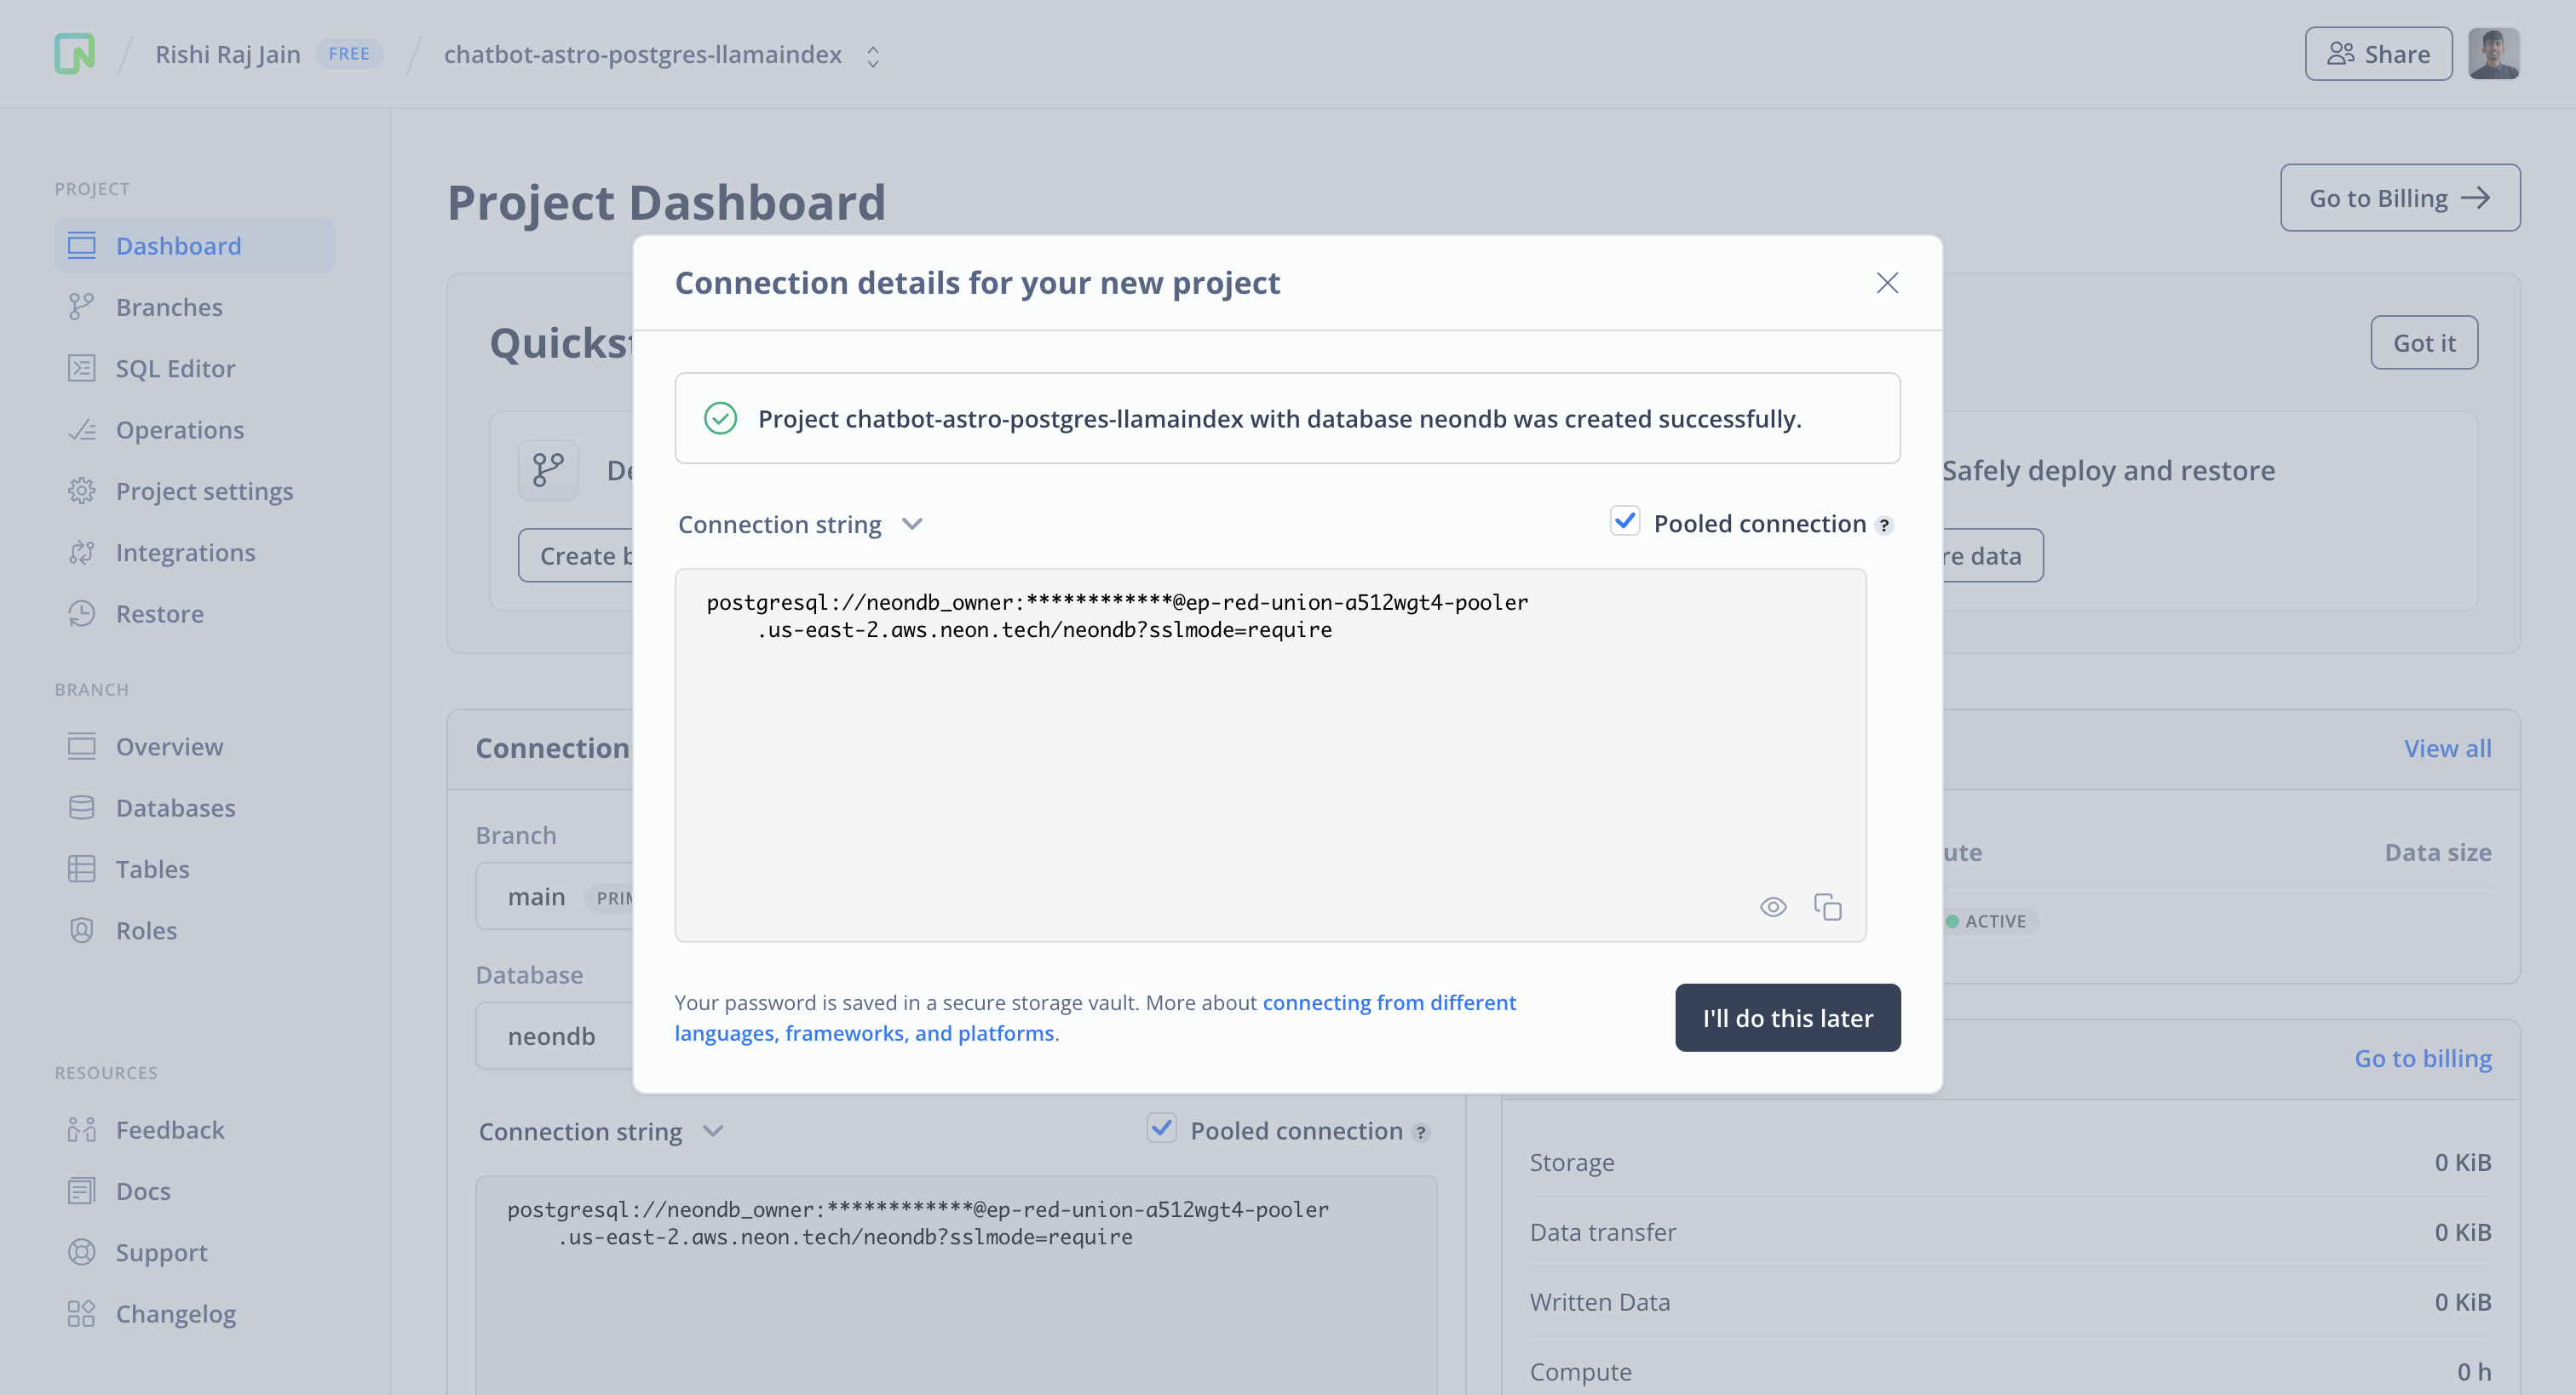 Rishi Raj Jain FREE chatbot-astro-postgres-llamaindex
Share
PROJECT
Dashboard
Branches
SQL Editor
Operations
Project settings
Integrations
Restore
BRANCH
Overview
Databases
Tables
Roles
RESOURCES
Feedback
Docs
Support
Changelog
Project Dashboard
Go to Billing
Got it
Safely deploy and restore
Create
data
Connection
View all
Branch
main
Data size
ACTIVE
Database
neondb
Go to billing
Connection string
Pooled connection ?
postgresql://neondb_owner:************@ep-red-union-a512wgt4-pooler
.us-east-2.aws.neon.tech/neondb?sslmode=require
Storage 0 KiB
Data transfer 0 KiB
Written Data 0 KiB
Compute 0 h
Connection details for your new project
Project chatbot-astro-postgres-llamaindex with database neondb was created successfully.
Connection string
Pooled connection ?
postgresql://neondb_owner:************@ep-red-union-a512wgt4-pooler
.us-east-2.aws.neon.tech/neondb?sslmode=require
Your password is saved in a secure storage vault. More about connecting from different
languages, frameworks, and platforms.
I'll do this later